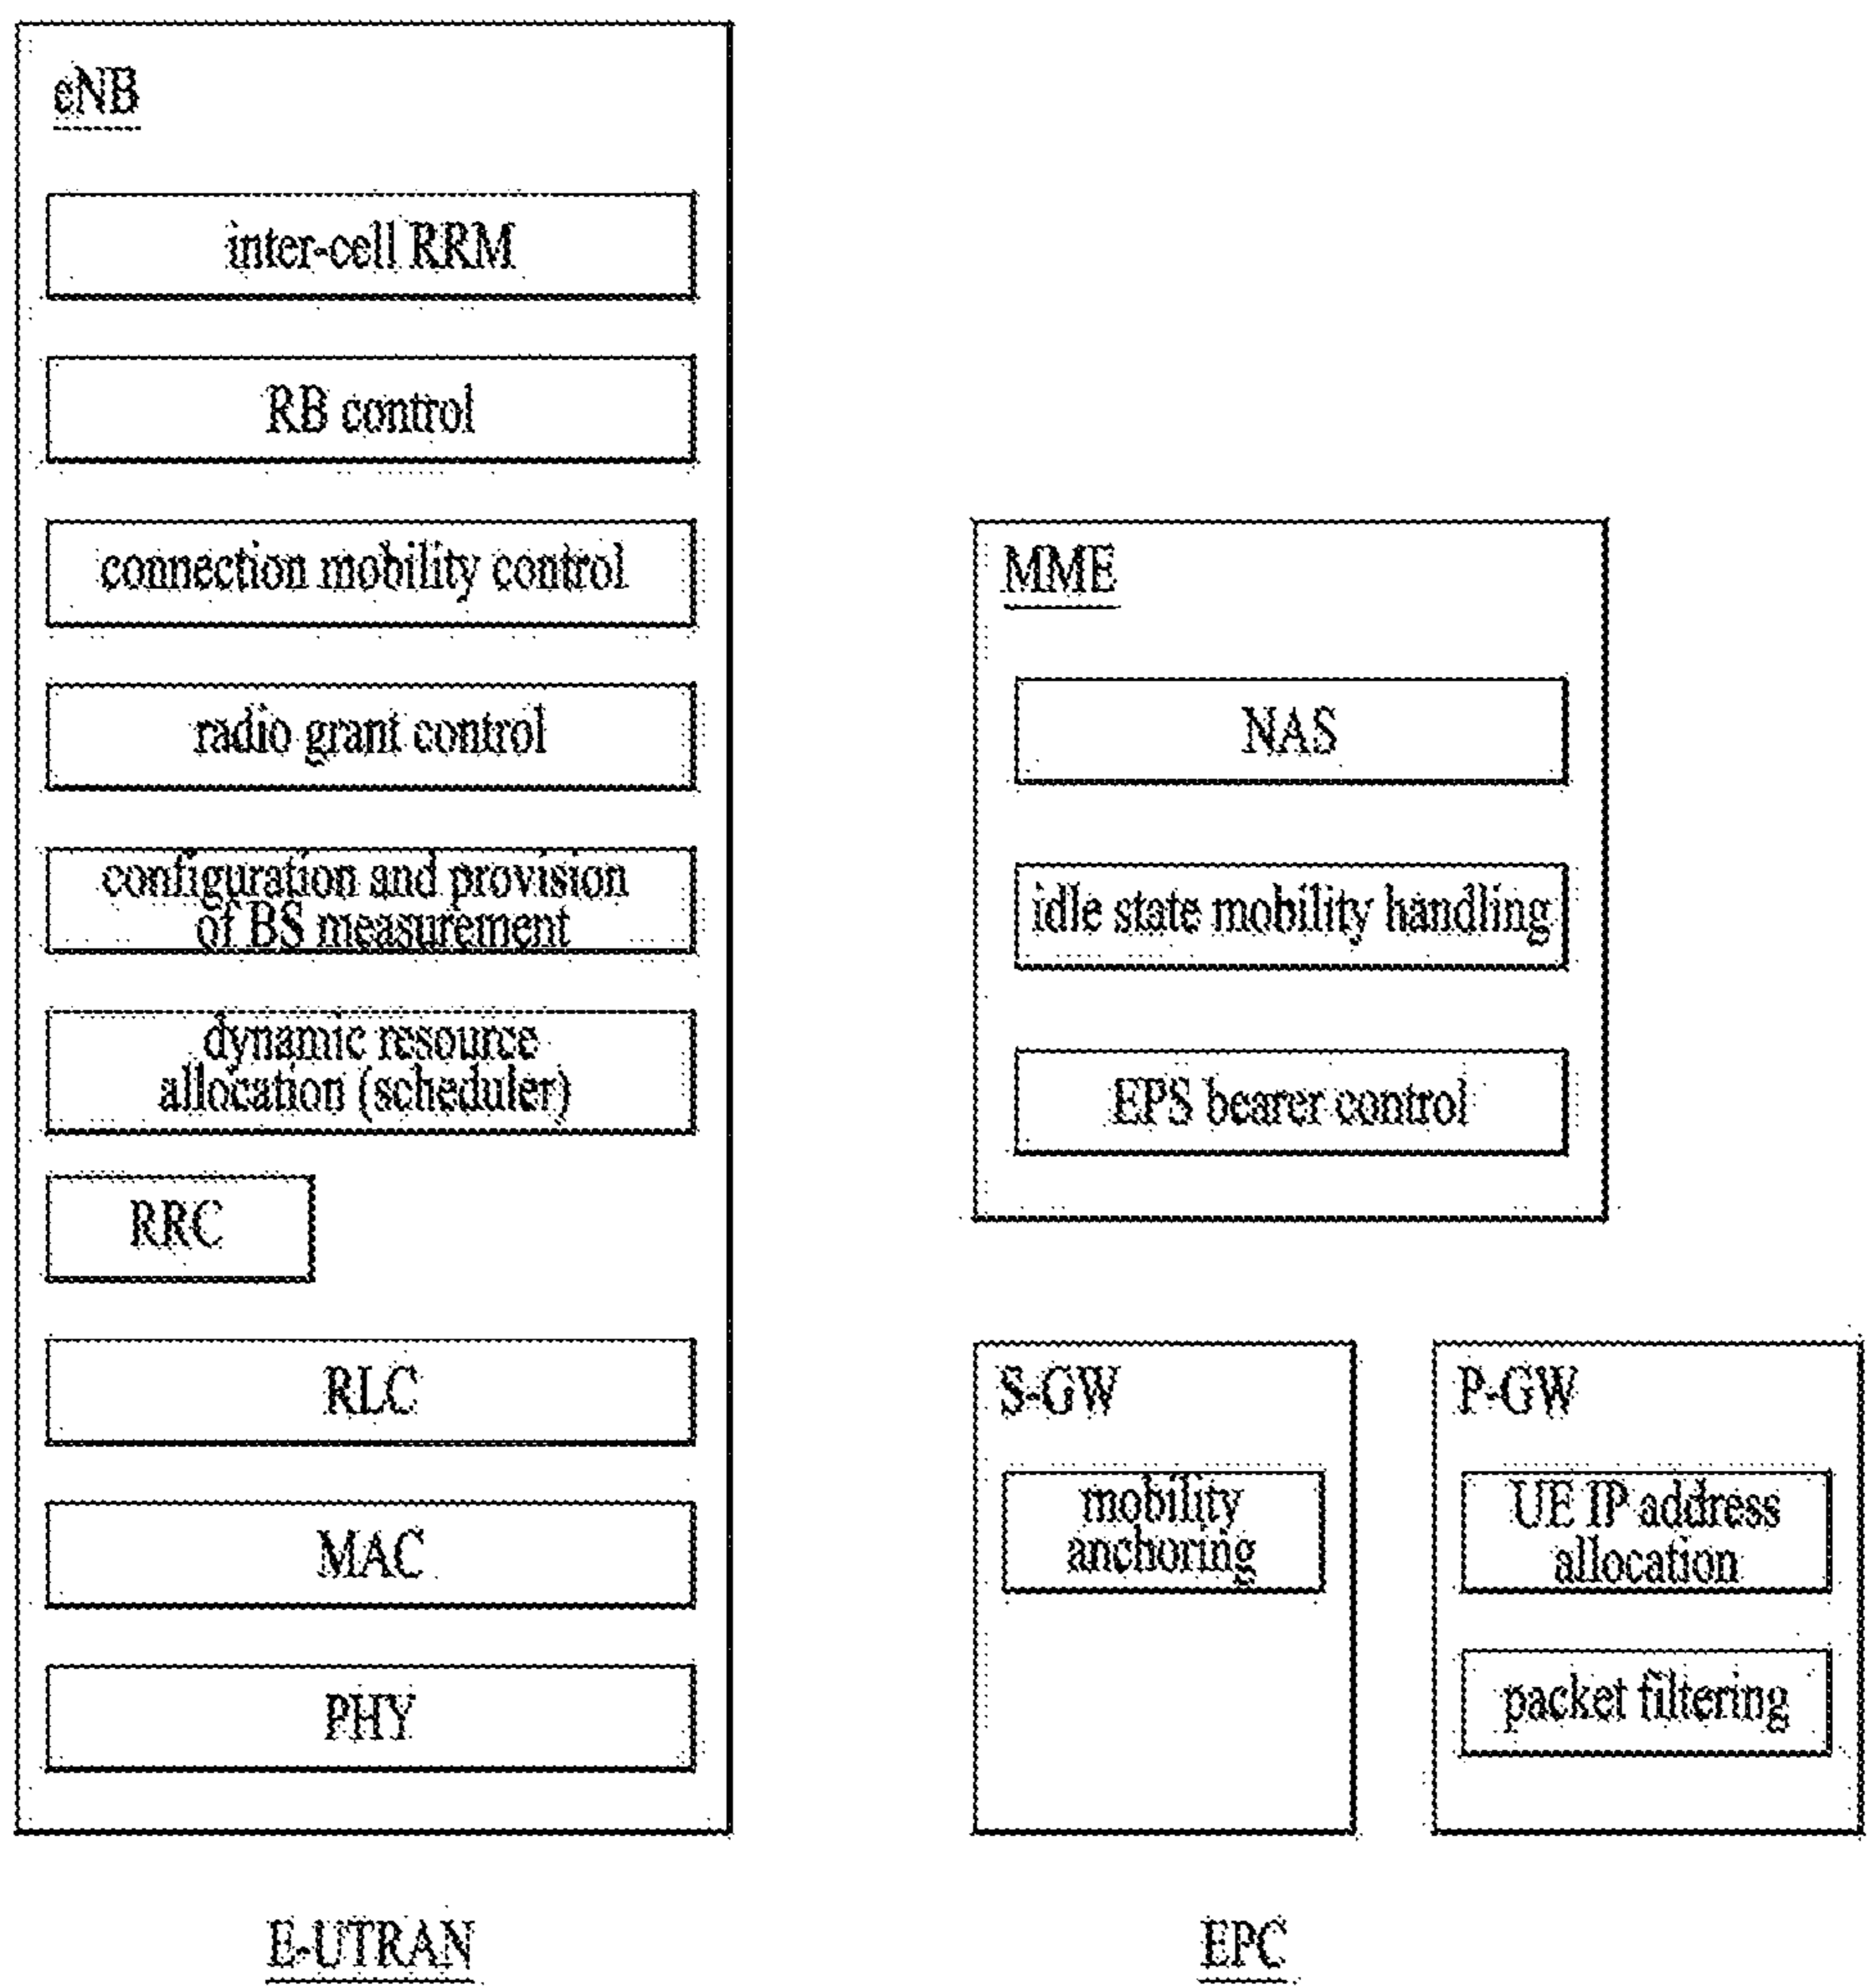 eNB
inter-cell RRM
RB control
connection mobility control
radio grant control
configuration and provision
of BS measurement
dynamic resource
allocation (scheduler)
RRC
RLC
MAC
PHY
E-UTRAN
MME
NAS
idle state mobility handling
EPS bearer control
S-GW
mobility
anchoring
P-GW
UE IP address
allocation
packet filtering
EPC